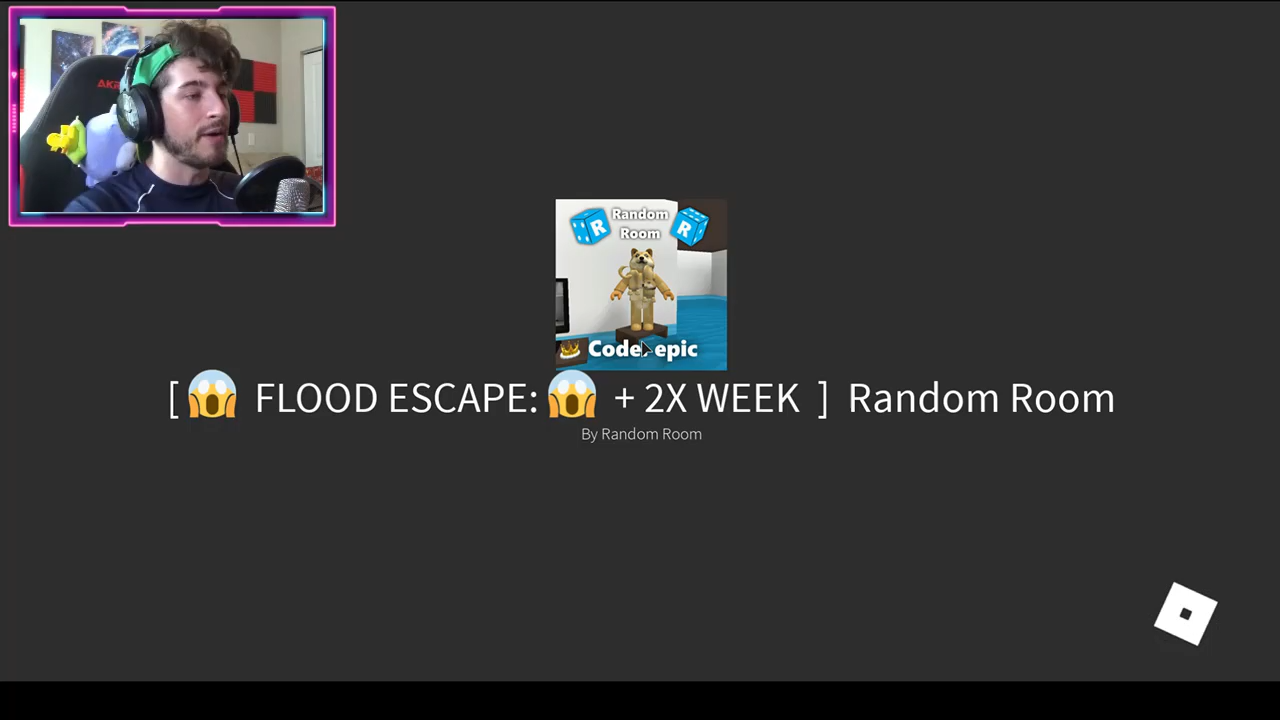 Random
Room
R
R
Code: epic
[ 😱 FLOOD ESCAPE: 😱 + 2X WEEK ] Random Room
By Random Room